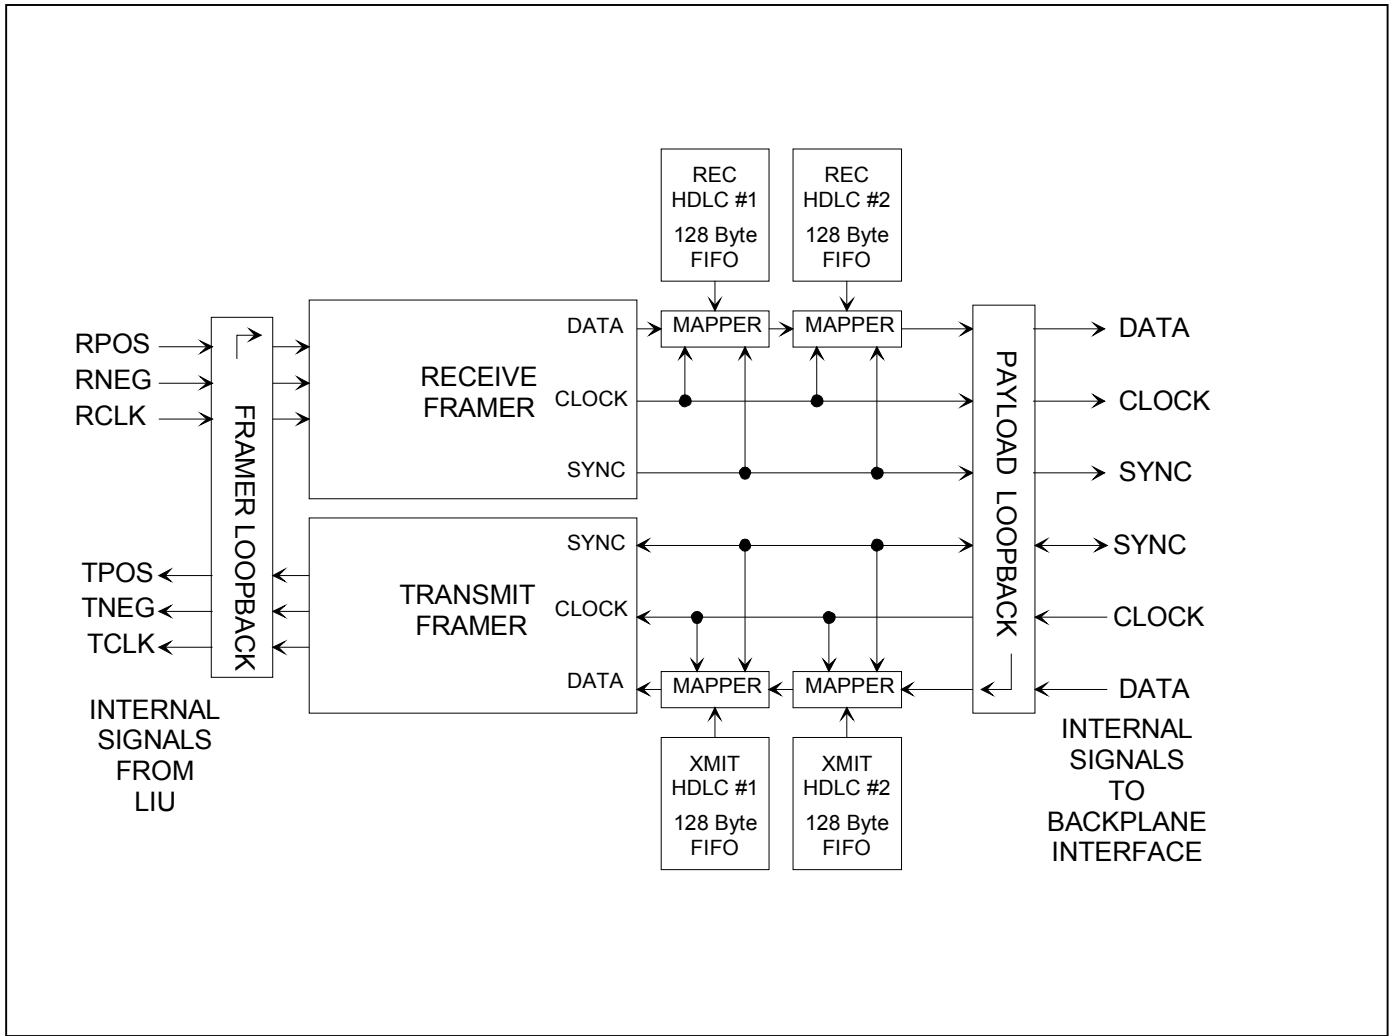 REC
HDLC #1
128 Byte
FIFO
REC
HDLC #2
128 Byte
FIFO
RPOS
RNEG
RCLK
FRAMER LOOPBACK
RECEIVE
FRAMER
DATA
CLOCK
SYNC
MAPPER
MAPPER
PAYLOAD LOOPBACK
DATA
CLOCK
SYNC
SYNC
CLOCK
DATA
TPOS
TNEG
TCLK
TRANSMIT
FRAMER
SYNC
CLOCK
DATA
MAPPER
MAPPER
XMIT
HDLC #1
128 Byte
FIFO
XMIT
HDLC #2
128 Byte
FIFO
INTERNAL
SIGNALS
FROM
LIU
INTERNAL
SIGNALS
TO
BACKPLANE
INTERFACE